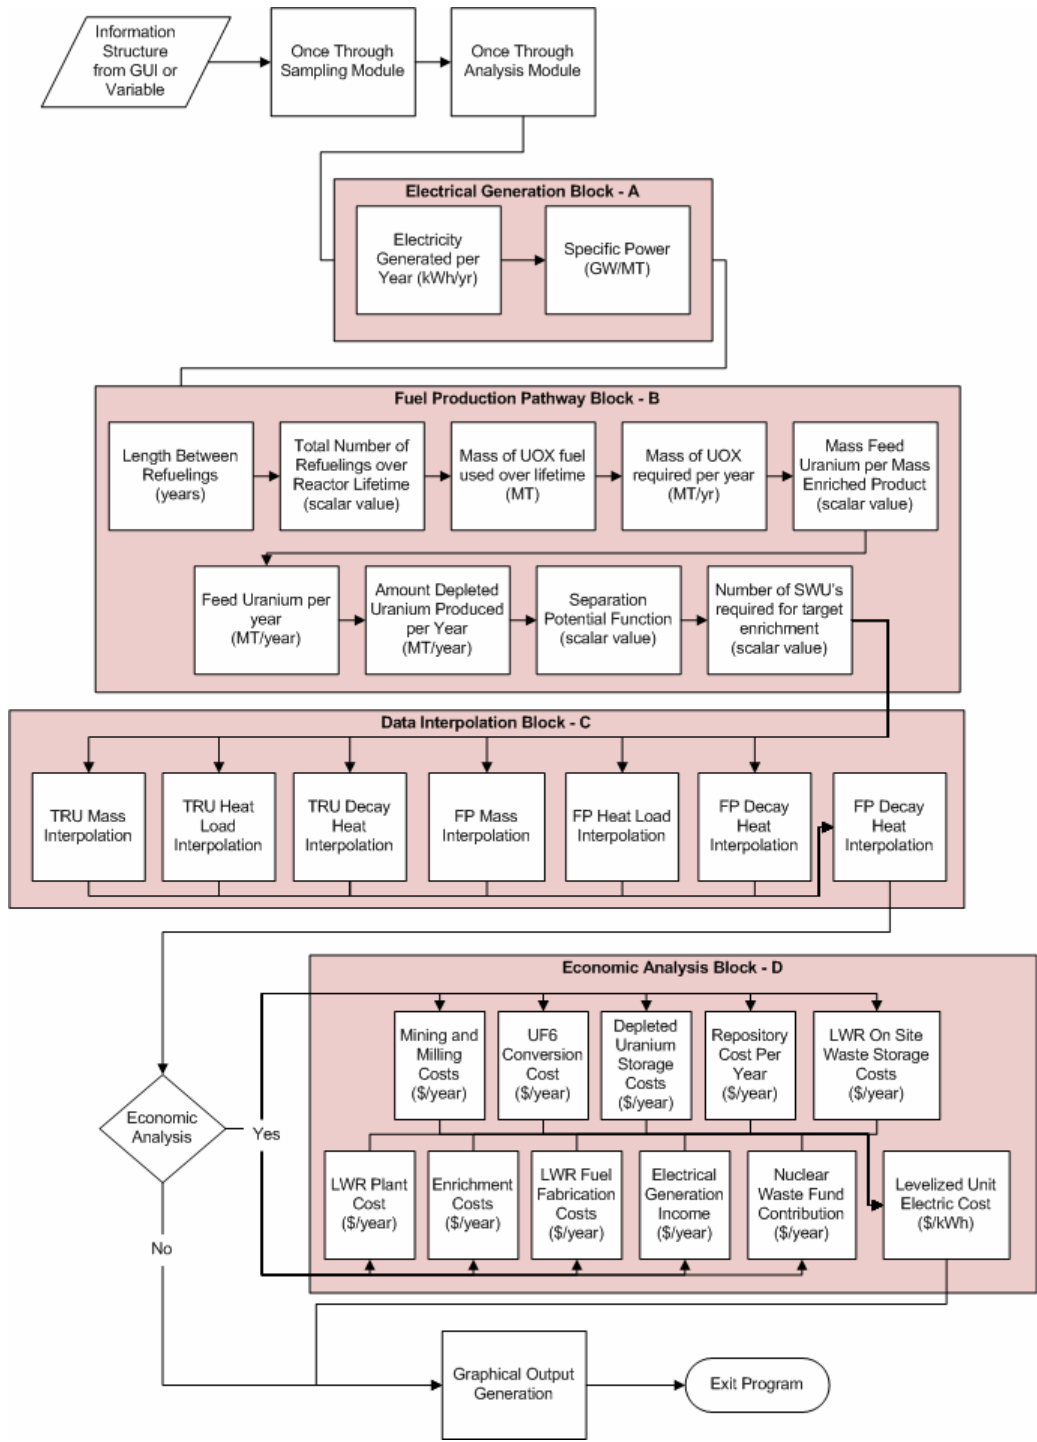 Information
Structure
from GUI or
Variable
Once Through
Sampling Module
Once Through
Analysis Module
Electrical Generation Block - A
Electricity
Generated per
Year (kWh/yr)
Specific Power
(GW/MT)
Fuel Production Pathway Block - B
Length Between
Refuelings
(years)
Total Number of
Refuelings over
Reactor Lifetime
(scalar value)
Mass of UOX fuel
used over lifetime
(MT)
Mass of UOX
required per year
(MT/yr)
Mass Feed
Uranium per Mass
Enriched Product
(scalar value)
Feed Uranium per
year
(MT/year)
Amount Depleted
Uranium Produced
per Year
(MT/year)
Separation
Potential Function
(scalar value)
Number of SWU's
required for target
enrichment
(scalar value)
Data Interpolation Block - C
TRU Mass
Interpolation
TRU Heat
Load
Interpolation
TRU Decay
Heat
Interpolation
FP Mass
Interpolation
FP Heat Load
Interpolation
FP Decay
Heat
Interpolation
FP Decay
Heat
Interpolation
Economic Analysis Block - D
Mining and
Milling
Costs
($/year)
UF6
Conversion
Cost
($/year)
Depleted
Uranium
Storage
Costs
($/year)
Repository
Cost Per
Year
($/year)
LWR On Site
Waste Storage
Costs
($/year)
Economic
Analysis
Yes
LWR Plant
Cost
($/year)
Enrichment
Costs
($/year)
LWR Fuel
Fabrication
Costs
($/year)
Electrical
Generation
Income
($/year)
Nuclear
Waste Fund
Contribution
($/year)
Levelized Unit
Electric Cost
($/kWh)
No
Graphical Output
Generation
Exit Program